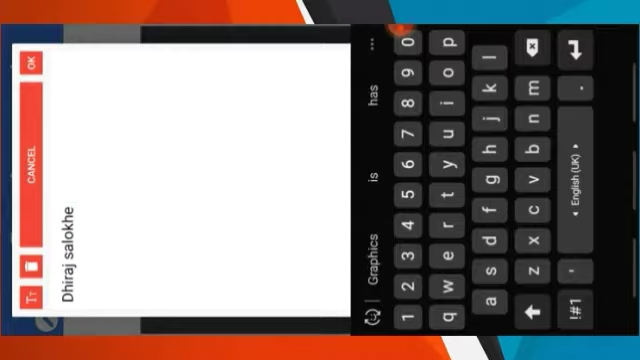 TT CANCEL OK
Dhiraj salokhe
Graphics is has ...
1 2 3 4 5 6 7 8 9 0
q w e r t y u i o p
a s d f g h j k l
z x c v b n m
!#1 ' English (UK) .